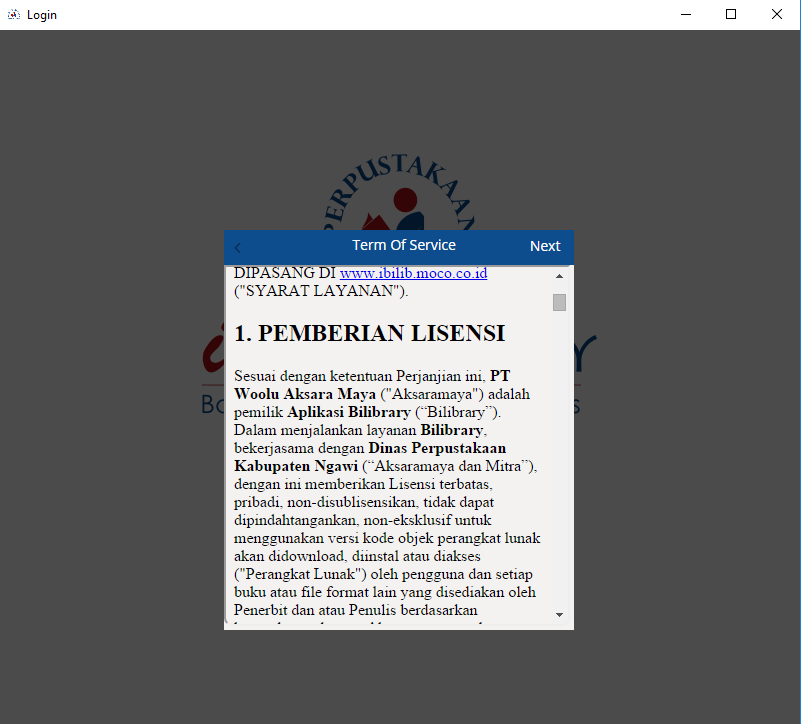 Login
PERPUSTAKAAN
Term Of Service
Next
DIPASANG DI www.ibilib.moco.co.id
("SYARAT LAYANAN").
1. PEMBERIAN LISENSI
Sesuai dengan ketentuan Perjanjian ini, PT
Woolu Aksara Maya ("Aksaramaya") adalah
pemilik Aplikasi Bilibrary (“Bilibrary”).
Dalam menjalankan layanan Bilibrary,
bekerjasama dengan Dinas Perpustakaan
Kabupaten Ngawi (“Aksaramaya dan Mitra”),
dengan ini memberikan Lisensi terbatas,
pribadi, non-disublisensikan, tidak dapat
dipindahtangankan, non-eksklusif untuk
menggunakan versi kode objek perangkat lunak
akan didownload, diinstal atau diakses
("Perangkat Lunak") oleh pengguna dan setiap
buku atau file format lain yang disediakan oleh
Penerbit dan atau Penulis berdasarkan